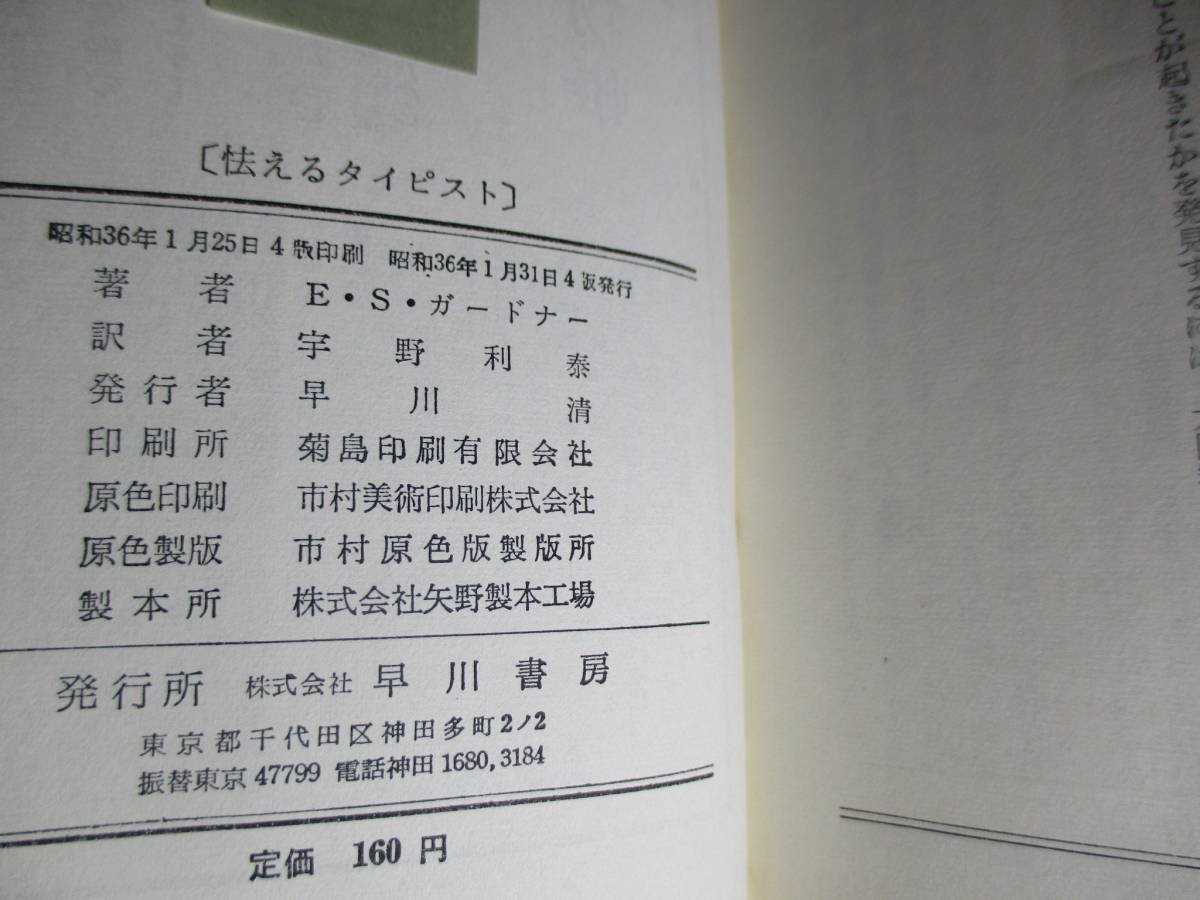 〔怯えるタイピスト〕
昭和36年1月25日4版印刷 昭和36年1月31日4版発行
著者 E・S・ガードナー
訳者 宇野利泰
発行者 早川清
印刷所 菊島印刷有限会社
原色印刷 市村美術印刷株式会社
原色製版 市村原色版製版所
製本所 株式会社矢野製本工場
発行所 株式会社 早川書房
東京都千代田区神田多町2ノ2
振替東京47799 電話神田1680,3184
定価 160円
とが起きたかを発見する